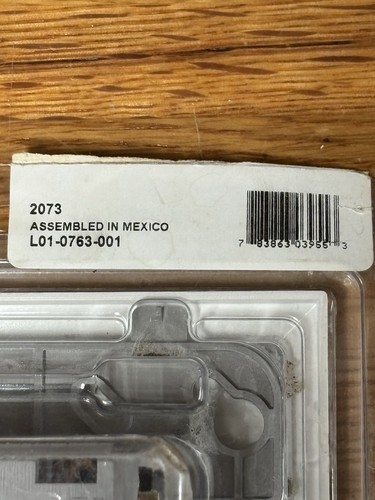 2073
ASSEMBLED IN MEXICO
L01-0763-001
7 83863 03955 3